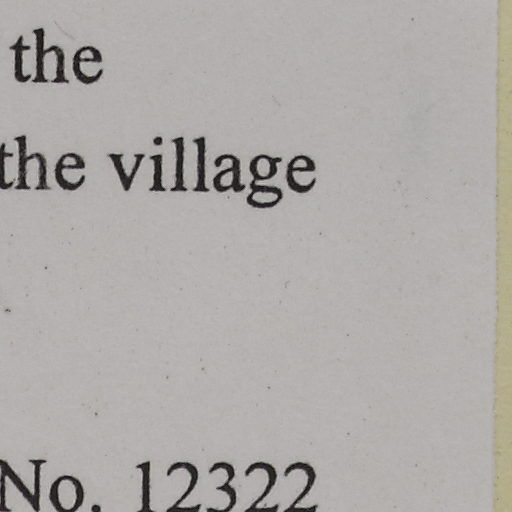 the
the village
No. 12322